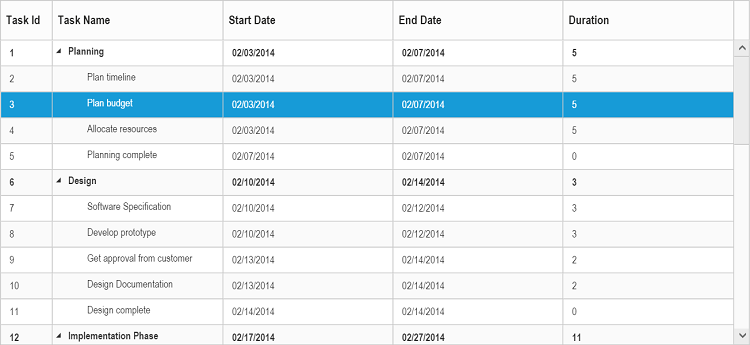 Task Id Task Name Start Date End Date Duration
1 Planning 02/03/2014 02/07/2014 5
2 Plan timeline 02/03/2014 02/07/2014 5
3 Plan budget 02/03/2014 02/07/2014 5
4 Allocate resources 02/03/2014 02/07/2014 5
5 Planning complete 02/07/2014 02/07/2014 0
6 Design 02/10/2014 02/14/2014 3
7 Software Specification 02/10/2014 02/12/2014 3
8 Develop prototype 02/10/2014 02/12/2014 3
9 Get approval from customer 02/13/2014 02/14/2014 2
10 Design Documentation 02/13/2014 02/14/2014 2
11 Design complete 02/14/2014 02/14/2014 0
12 Implementation Phase 02/17/2014 02/27/2014 11